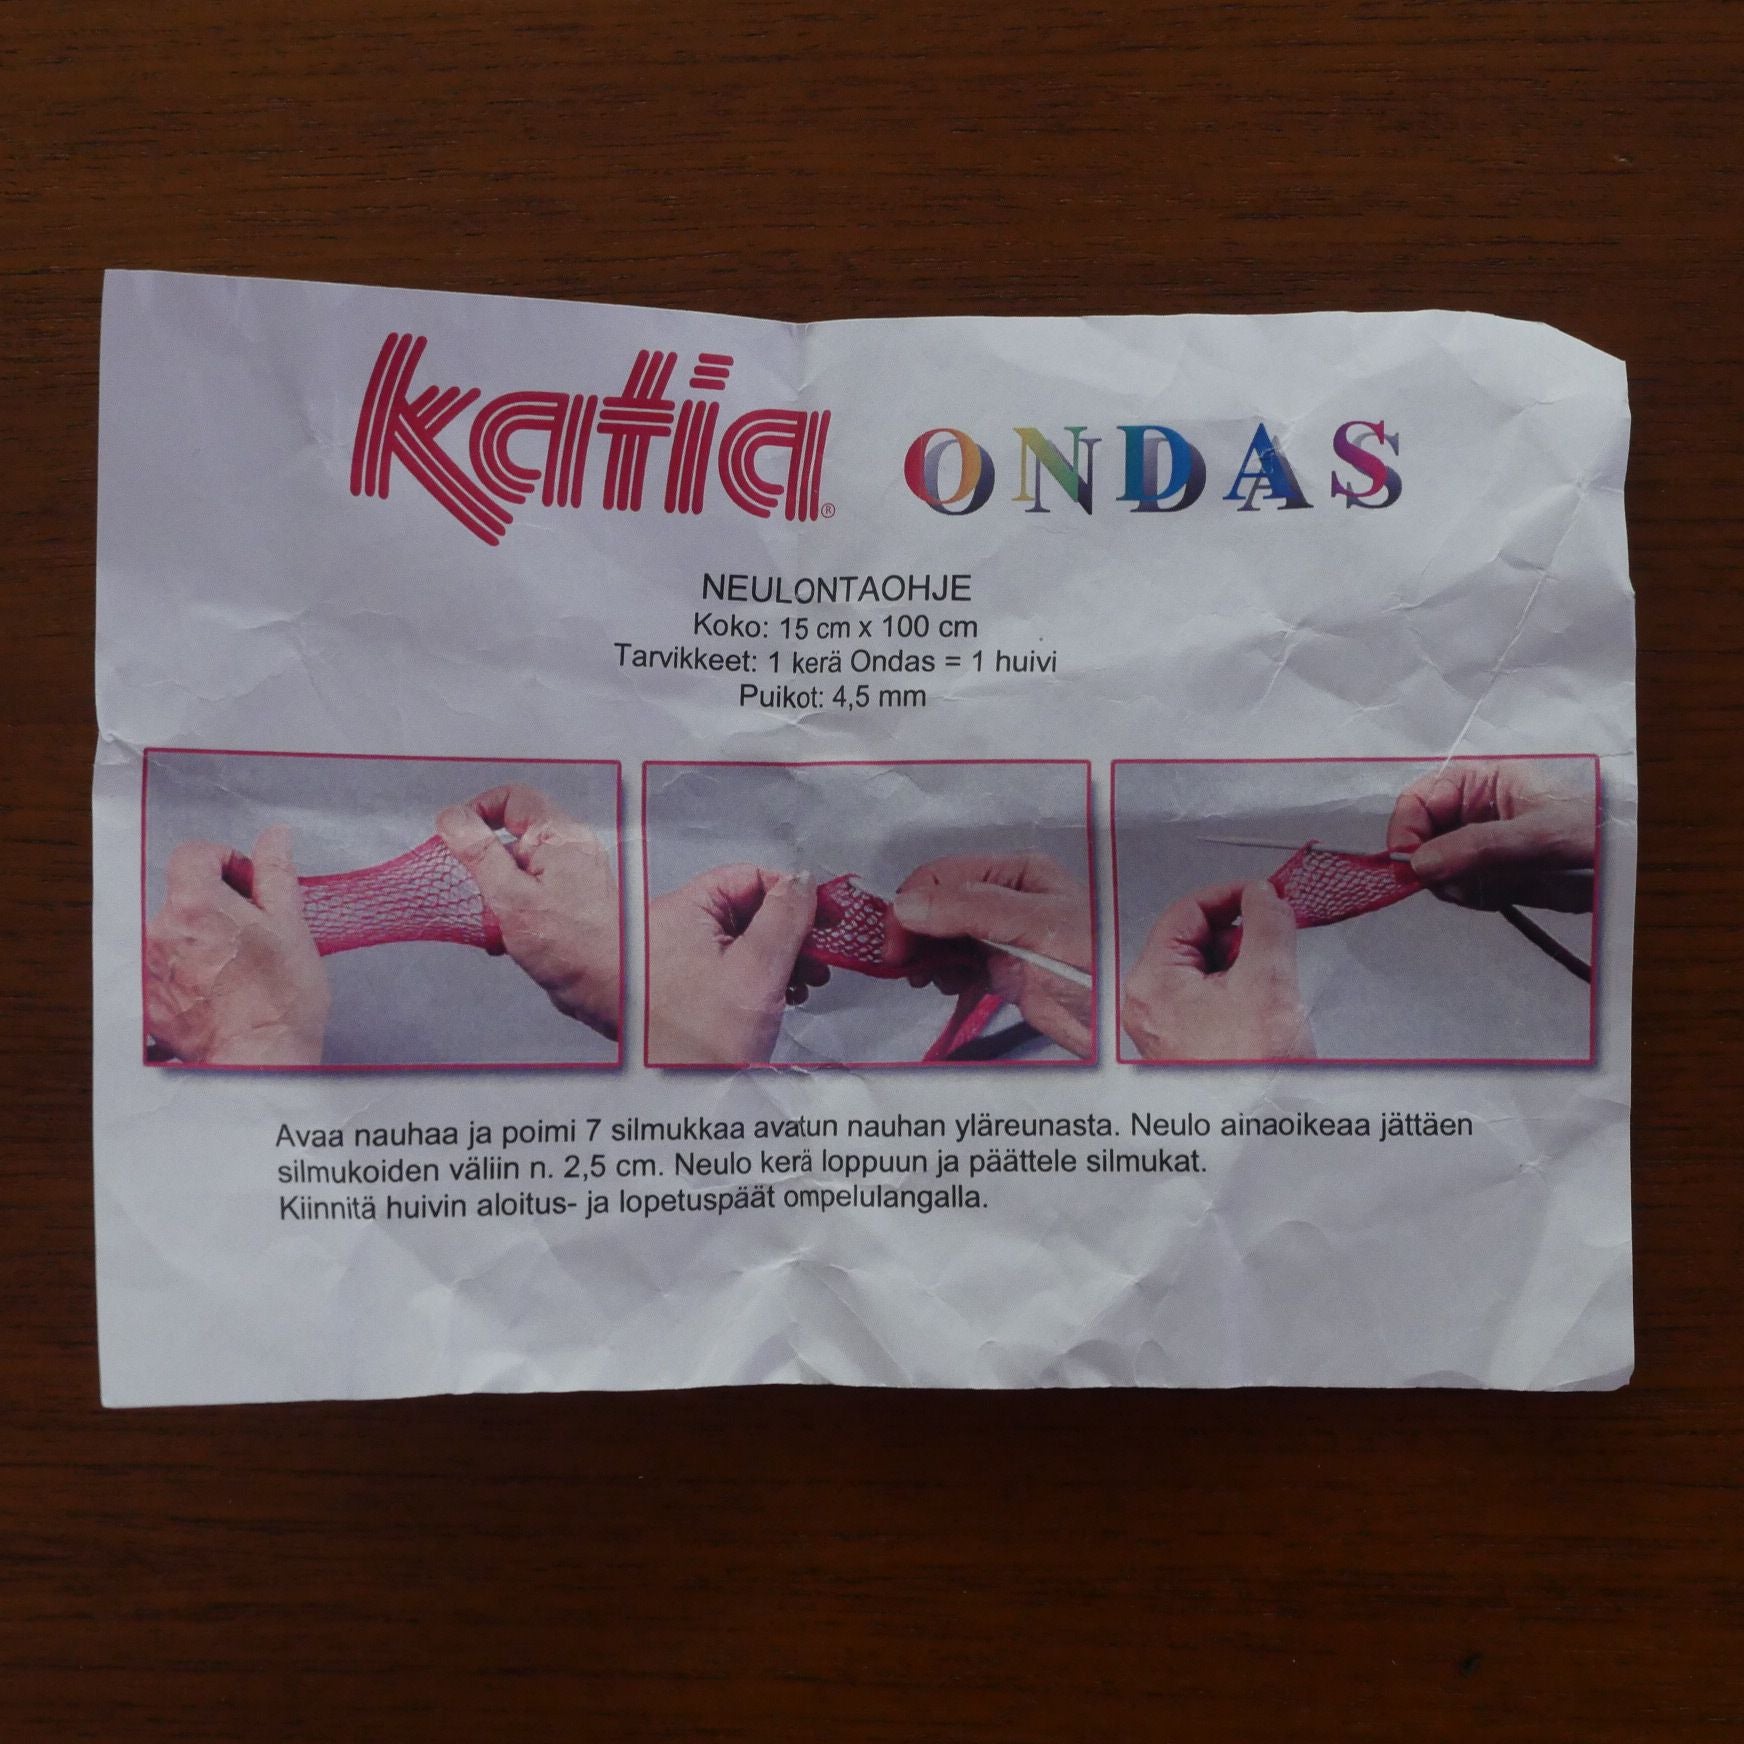 katia® ONDAS
NEULONTAOHJE
Koko: 15 cm x 100 cm
Tarvikkeet: 1 kerä Ondas = 1 huivi
Puikot: 4,5 mm
Avaa nauhaa ja poimi 7 silmukkaa avatun nauhan yläreunasta. Neulo ainaoikeaa jättäen
silmukoiden väliin n. 2,5 cm. Neulo kerä loppuun ja päättele silmukat.
Kiinnitä huivin aloitus- ja lopetuspäät ompelulangalla.